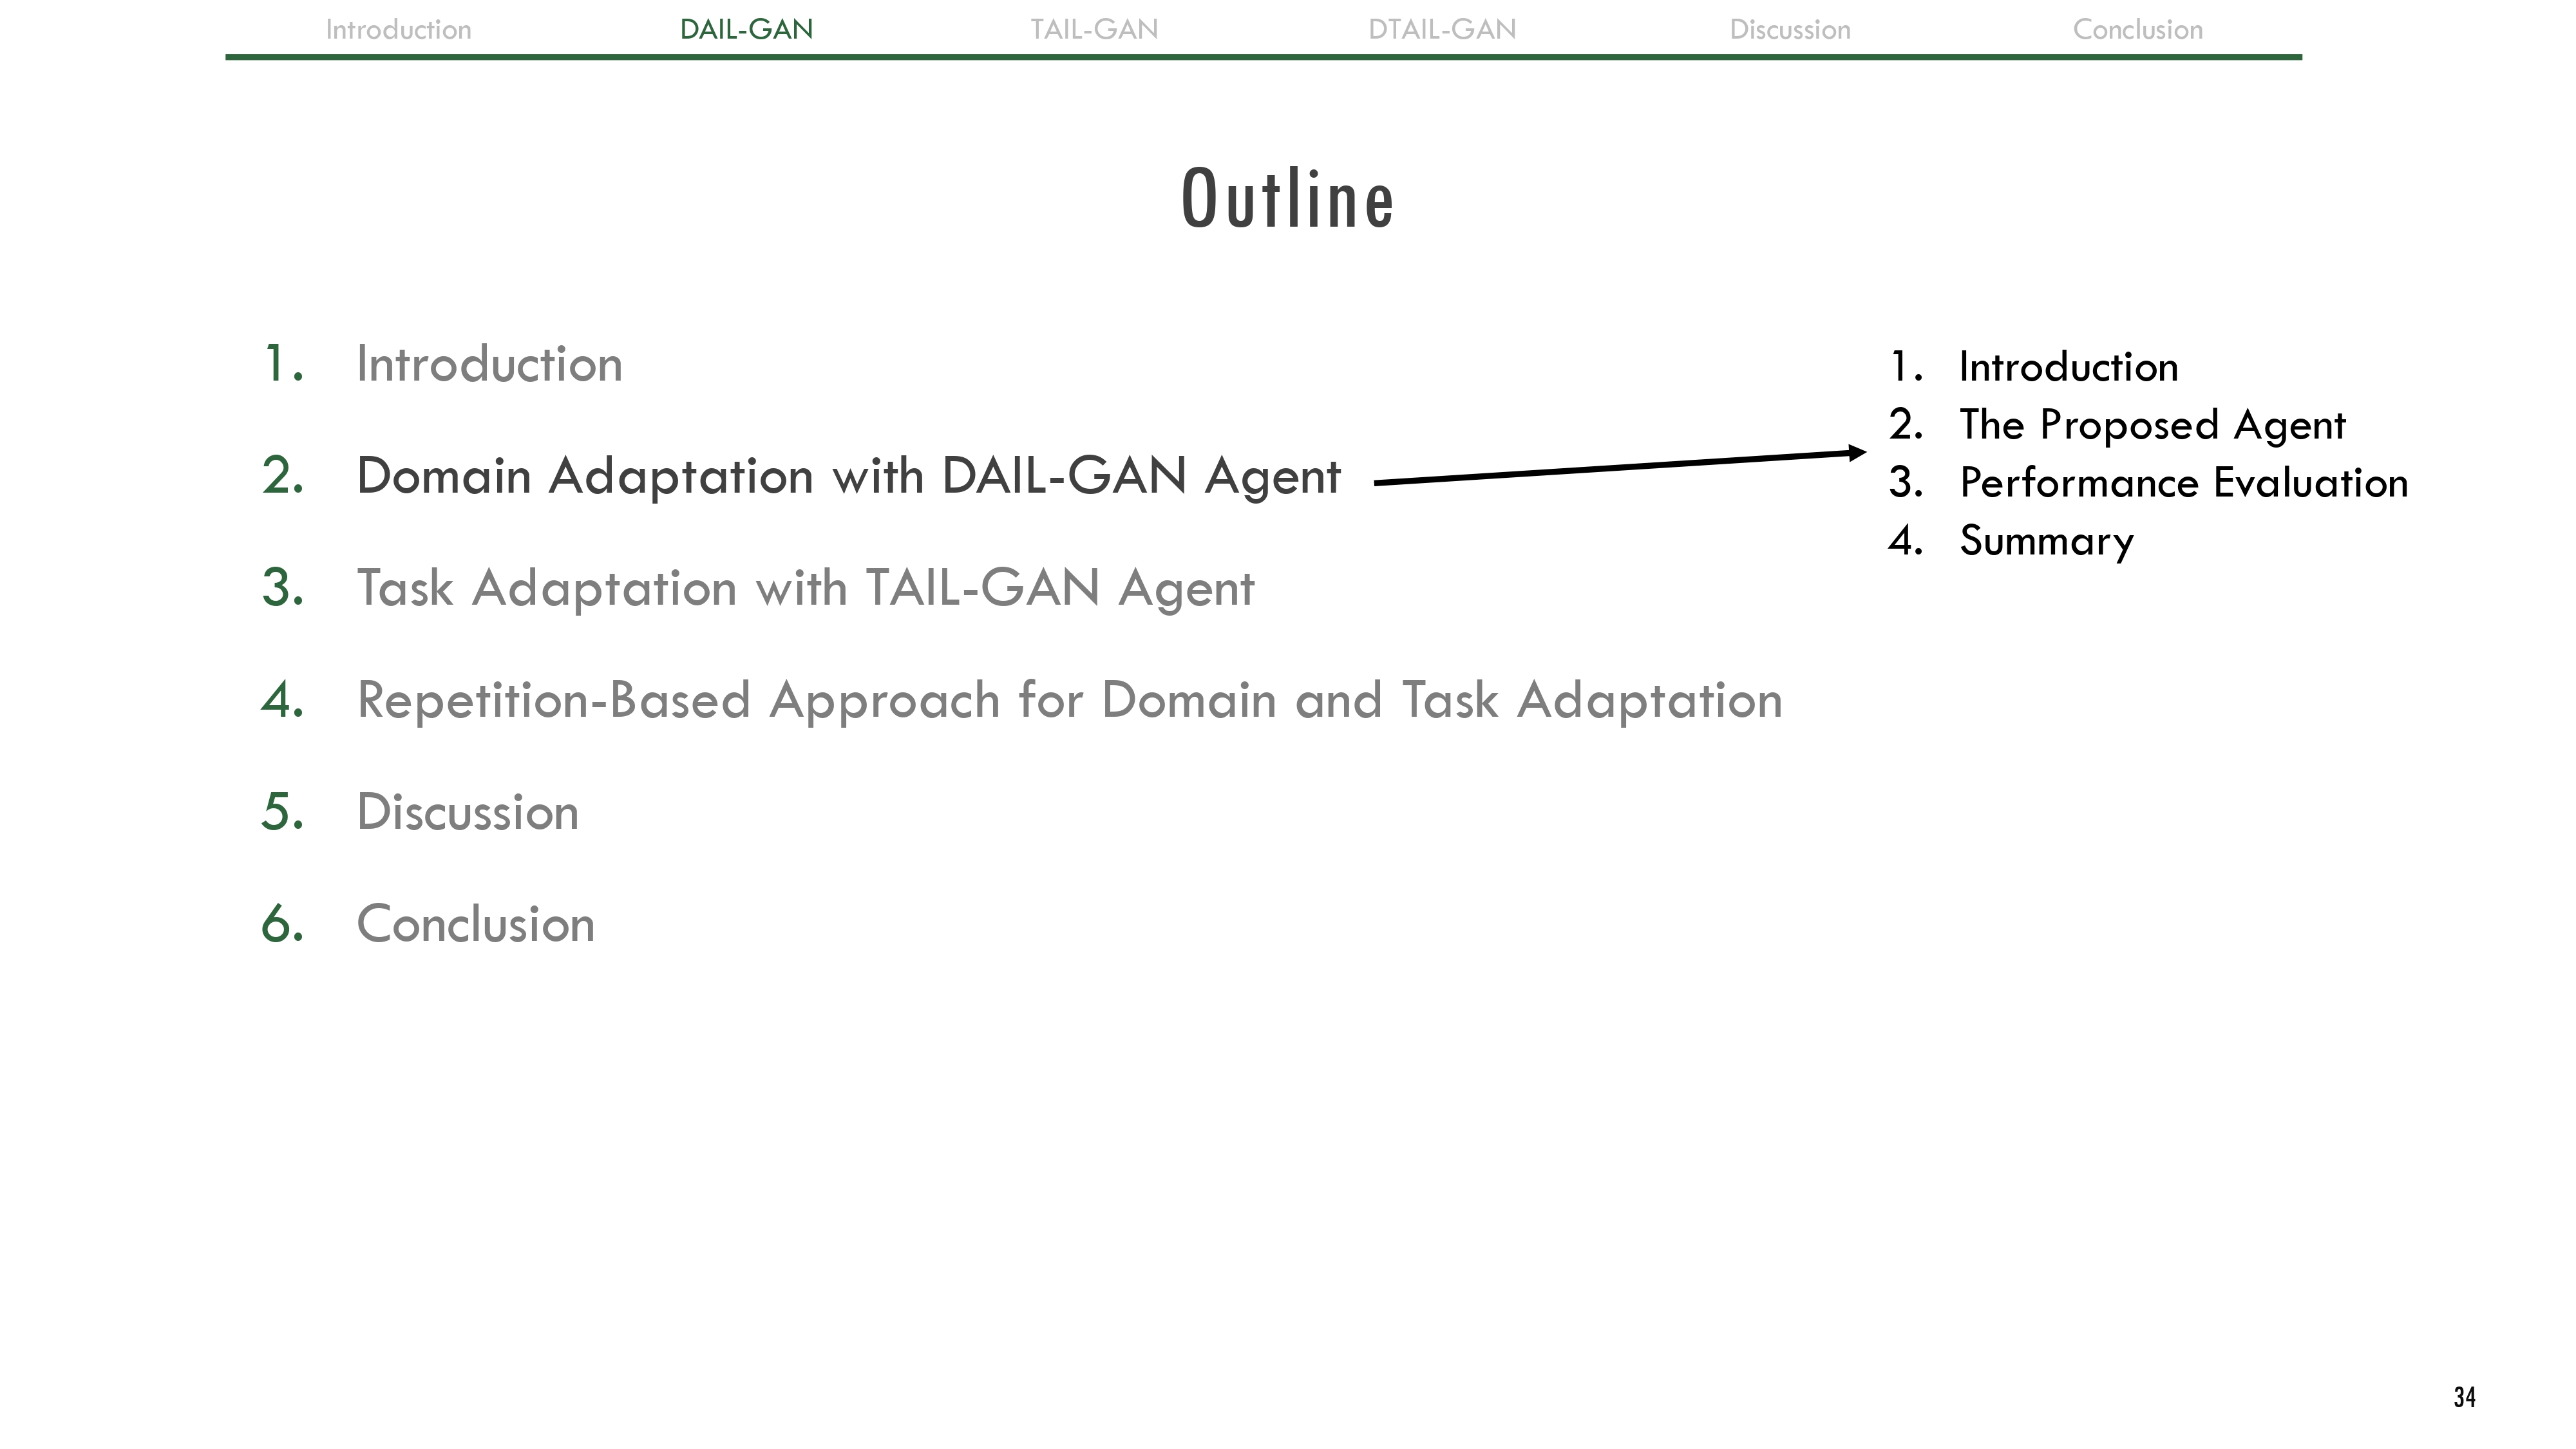 Introduction DAIL-GAN TAIL-GAN DTAIL-GAN Discussion Conclusion
Outline
1. Introduction
2. Domain Adaptation with DAIL-GAN Agent
3. Task Adaptation with TAIL-GAN Agent
4. Repetition-Based Approach for Domain and Task Adaptation
5. Discussion
6. Conclusion
1. Introduction
2. The Proposed Agent
3. Performance Evaluation
4. Summary
34